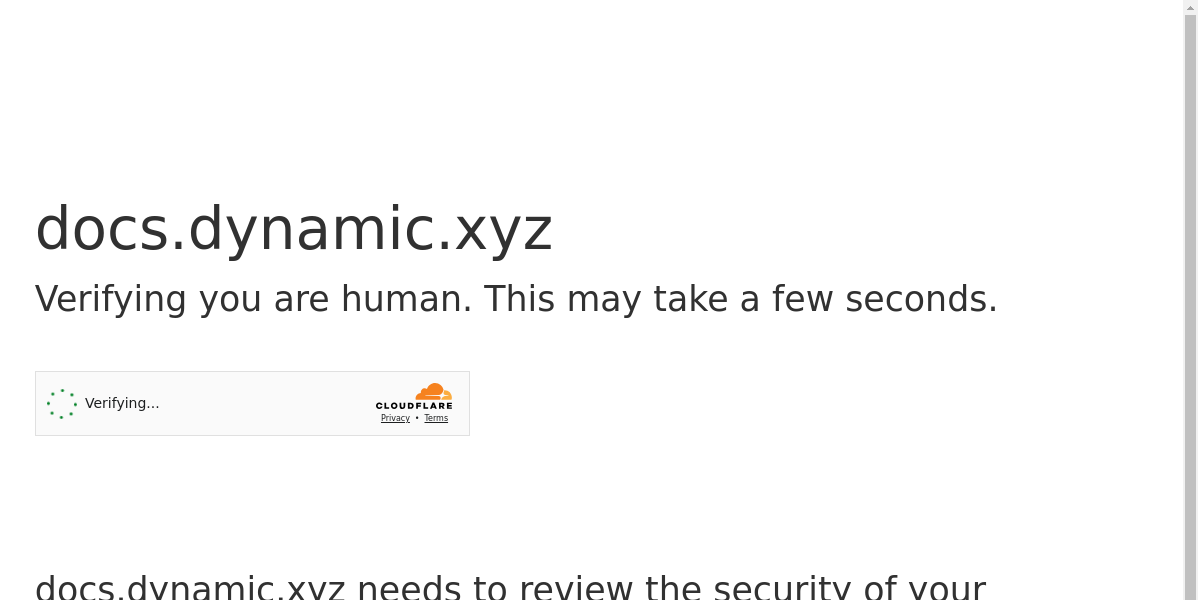 docs.dynamic.xyz
Verifying you are human. This may take a few seconds.
Verifying...
CLOUDFLARE
Privacy • Terms
docs.dynamic.xyz needs to review the security of your